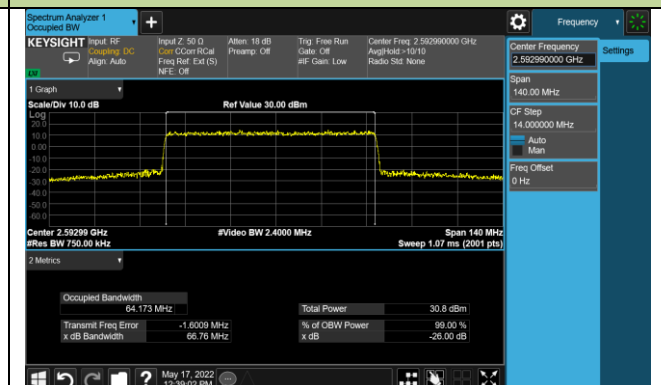 Spectrum Analyzer 1
Occupied BW
Frequency
KEYSIGHT
Input: RF
Coupling: DC
Align: Auto
Input Z: 50 Ω
Corr CCorr RCal
Freq Ref: Ext (S)
NFE: Off
Atten: 18 dB
Preamp: Off
Trig: Free Run
Gate: Off
#IF Gain: Low
Center Freq: 2.592990000 GHz
Avg|Hold:>10/10
Radio Std: None
Center Frequency
2.592990000 GHz
Settings
Span
140.00 MHz
CF Step
14.000000 MHz
Auto
Man
Freq Offset
0 Hz
1 Graph
Scale/Div 10.0 dB
Ref Value 30.00 dBm
Log
20.0
10.0
0.00
-10.0
-20.0
-30.0
-40.0
-50.0
-60.0
Center 2.59299 GHz
#Video BW 2.4000 MHz
Span 140 MHz
#Res BW 750.00 kHz
Sweep 1.07 ms (2001 pts)
2 Metrics
Occupied Bandwidth
64.173 MHz
Total Power
30.8 dBm
Transmit Freq Error
-1.6009 MHz
% of OBW Power
99.00 %
x dB Bandwidth
66.76 MHz
x dB
-26.00 dB
?
May 17, 2022
12:39:02 PM